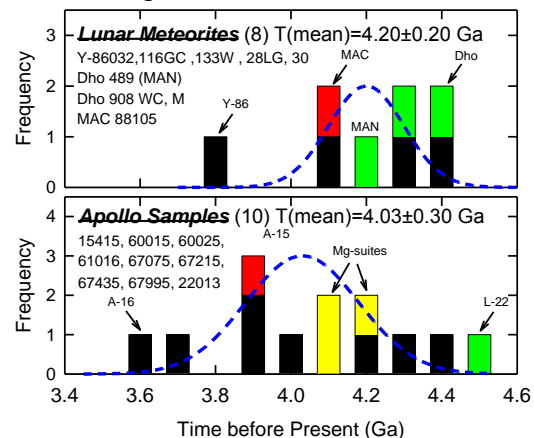 Lunar Meteorites (8) T(mean)=4.20±0.20 Ga
Y-86032,116GC ,133W , 28LG, 30
Dho 489 (MAN)
Dho 908 WC, M
MAC 88105
Y-86
MAC
MAN
Dho
Frequency
3
2
1
0
Apollo Samples (10) T(mean)=4.03±0.30 Ga
15415, 60015, 60025,
61016, 67075, 67215,
67435, 67995, 22013
A-15
Mg-suites
A-16
L-22
Frequency
4
3
2
1
0
3.4 3.6 3.8 4.0 4.2 4.4 4.6
Time before Present (Ga)